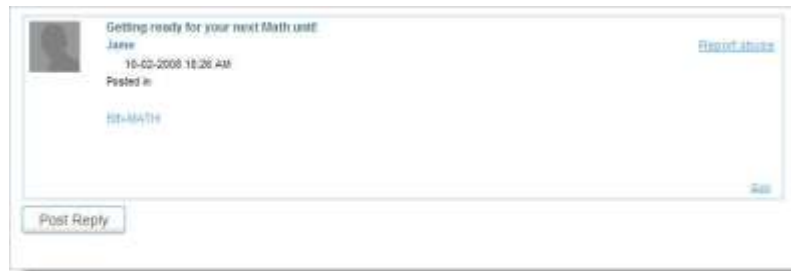 Getting ready for your next Math unit!
Report abuse
10-02-2008 10:26 AM
Posted in
Edit
Post Reply